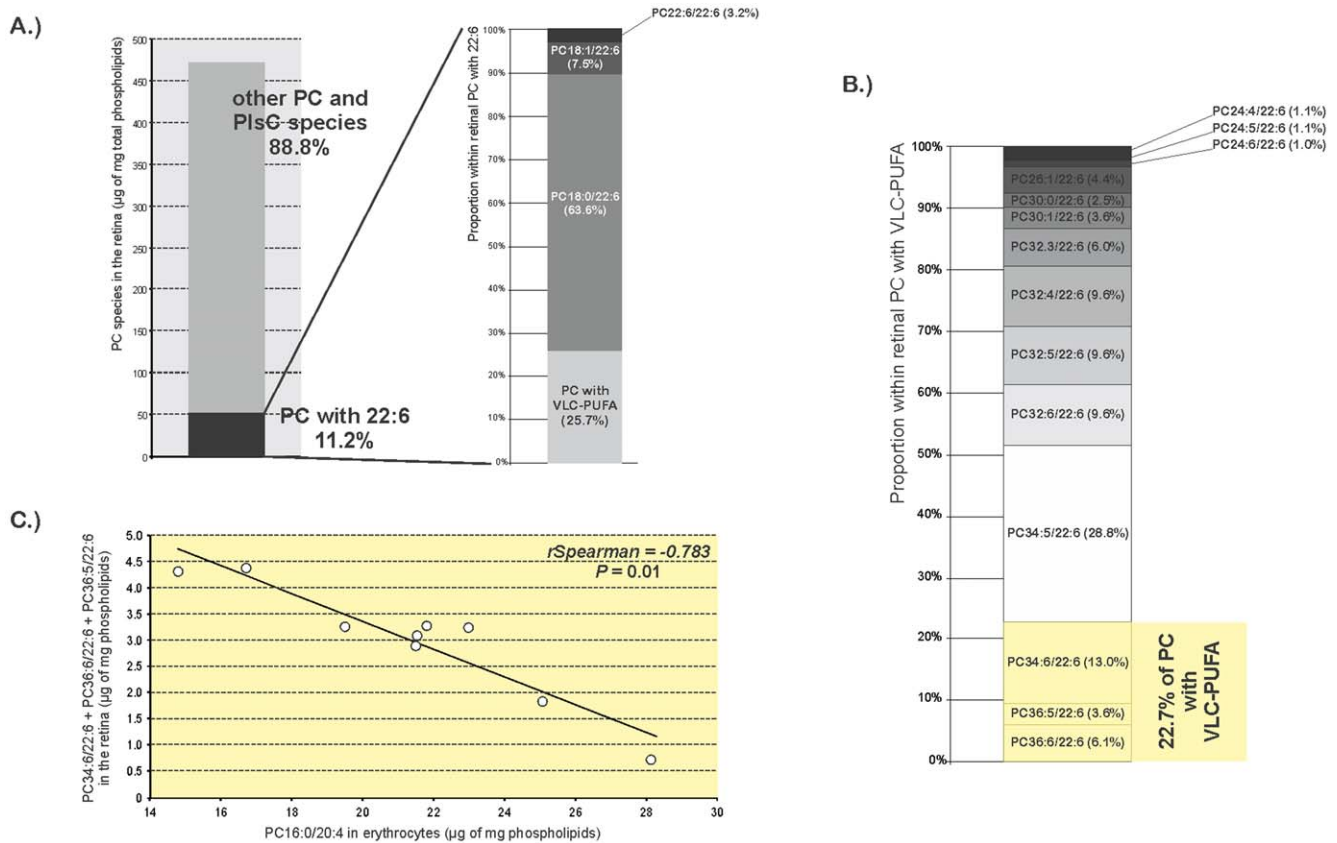 A.)
PC species in the retina (µg of mg total phospholipids)
500
450
400
350
300
250
200
150
100
50
0
other PC and
PlsC species
88.8%
PC with 22:6
11.2%
Proportion within retinal PC with 22:6
100%
90%
80%
70%
60%
50%
40%
30%
20%
10%
0%
PC22:6/22:6 (3.2%)
PC18:1/22:6
(7.5%)
PC18:0/22:6
(63.6%)
PC with
VLC-PUFA
(25.7%)
B.)
Proportion within retinal PC with VLC-PUFA
100%
90%
80%
70%
60%
50%
40%
30%
20%
10%
0%
PC24:4/22:6 (1.1%)
PC24:5/22:6 (1.1%)
PC24:6/22:6 (1.0%)
PC26:1/22:6 (4.4%)
PC30:0/22:6 (2.5%)
PC30:1/22:6 (3.6%)
PC32:3/22:6 (6.0%)
PC32:4/22:6 (9.6%)
PC32:5/22:6 (9.6%)
PC32:6/22:6 (9.6%)
PC34:5/22:6 (28.8%)
PC34:6/22:6 (13.0%)
PC36:5/22:6 (3.6%)
PC36:6/22:6 (6.1%)
22.7% of PC
with
VLC-PUFA
C.)
PC34:6/22:6 + PC36:6/22:6 + PC36:5/22:6
in the retina (µg of mg phospholipids)
5.0
4.5
4.0
3.5
3.0
2.5
2.0
1.5
1.0
0.5
0
rSpearman = -0.783
P = 0.01
14 16 18 20 22 24 26 28 30
PC16:0/20:4 in erythrocytes (µg of mg phospholipids)